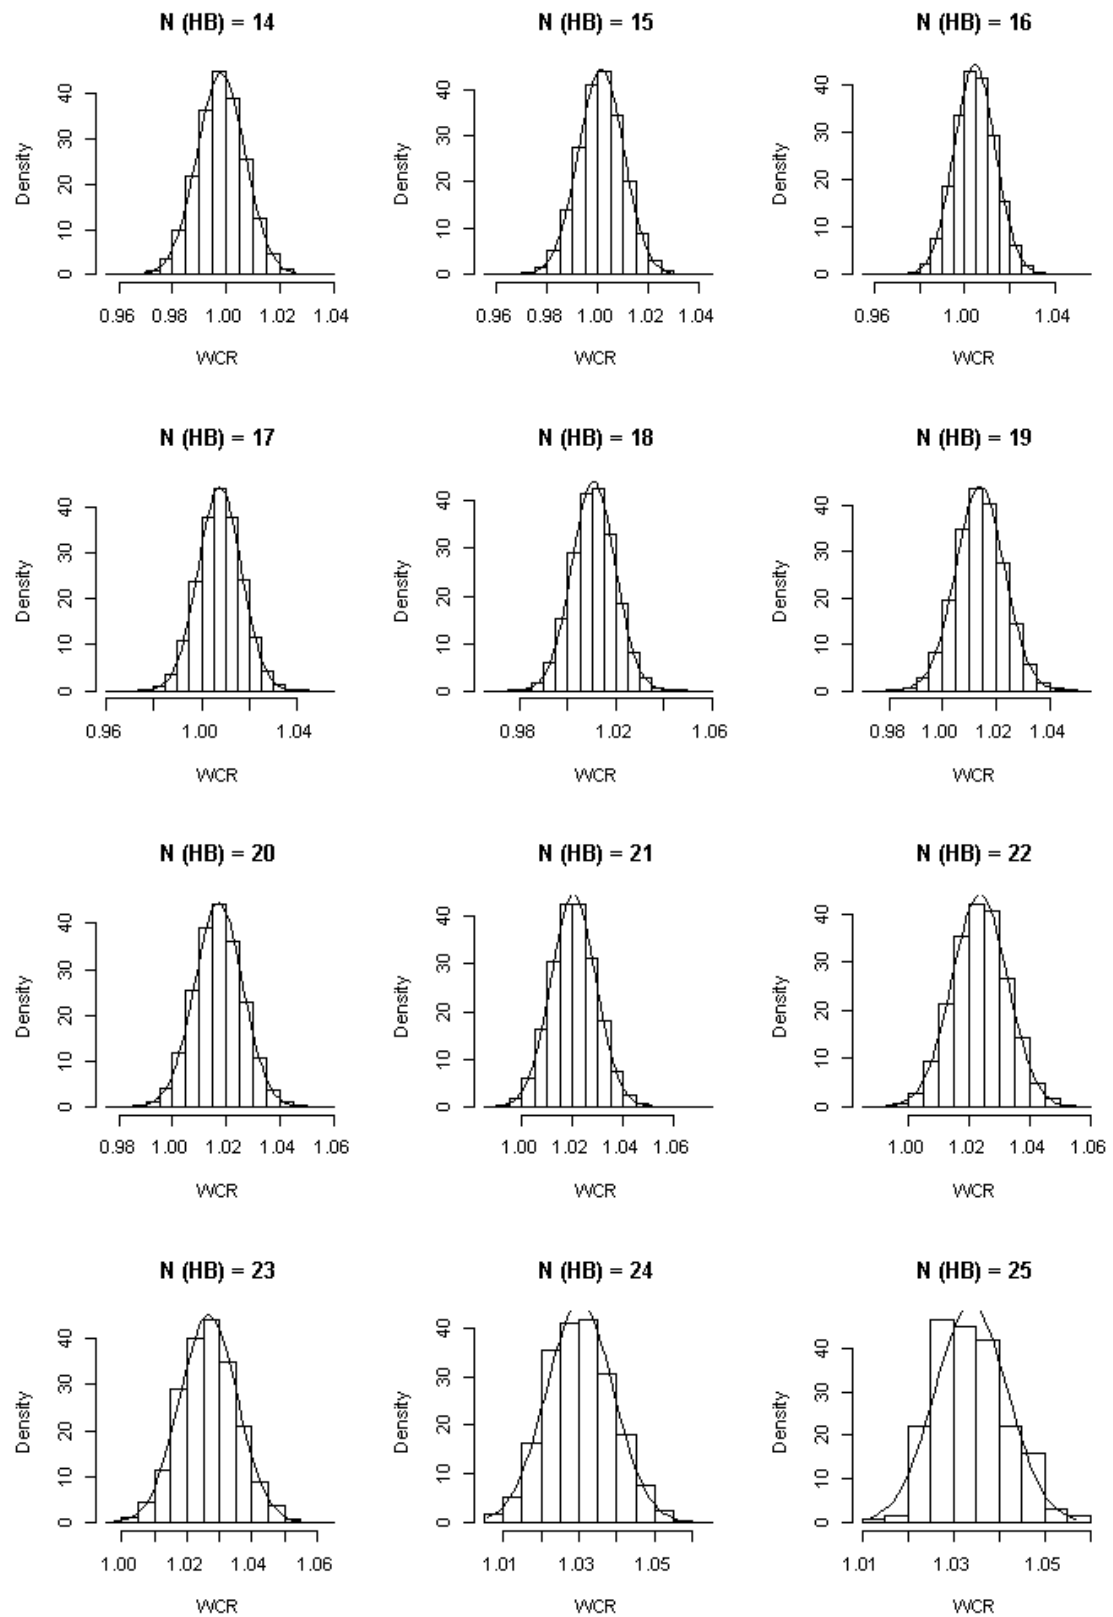 N (HB) = 14
N (HB) = 15
N (HB) = 16
Density
0 10 20 30 40
Density
0 10 20 30 40
Density
0 10 20 30 40
0.96 0.98 1.00 1.02 1.04
0.96 0.98 1.00 1.02 1.04
0.96 1.00 1.04
WCR
WCR
WCR
N (HB) = 17
N (HB) = 18
N (HB) = 19
Density
0 10 20 30 40
Density
0 10 20 30 40
Density
0 10 20 30 40
0.96 1.00 1.04
0.98 1.02 1.06
0.98 1.00 1.02 1.04
WCR
WCR
WCR
N (HB) = 20
N (HB) = 21
N (HB) = 22
Density
0 10 20 30 40
Density
0 10 20 30 40
Density
0 10 20 30 40
0.98 1.00 1.02 1.04 1.06
1.00 1.02 1.04 1.06
1.00 1.02 1.04 1.06
WCR
WCR
WCR
N (HB) = 23
N (HB) = 24
N (HB) = 25
Density
0 10 20 30 40
Density
0 10 20 30 40
Density
0 10 20 30 40
1.00 1.02 1.04 1.06
1.01 1.03 1.05
1.01 1.03 1.05
WCR
WCR
WCR